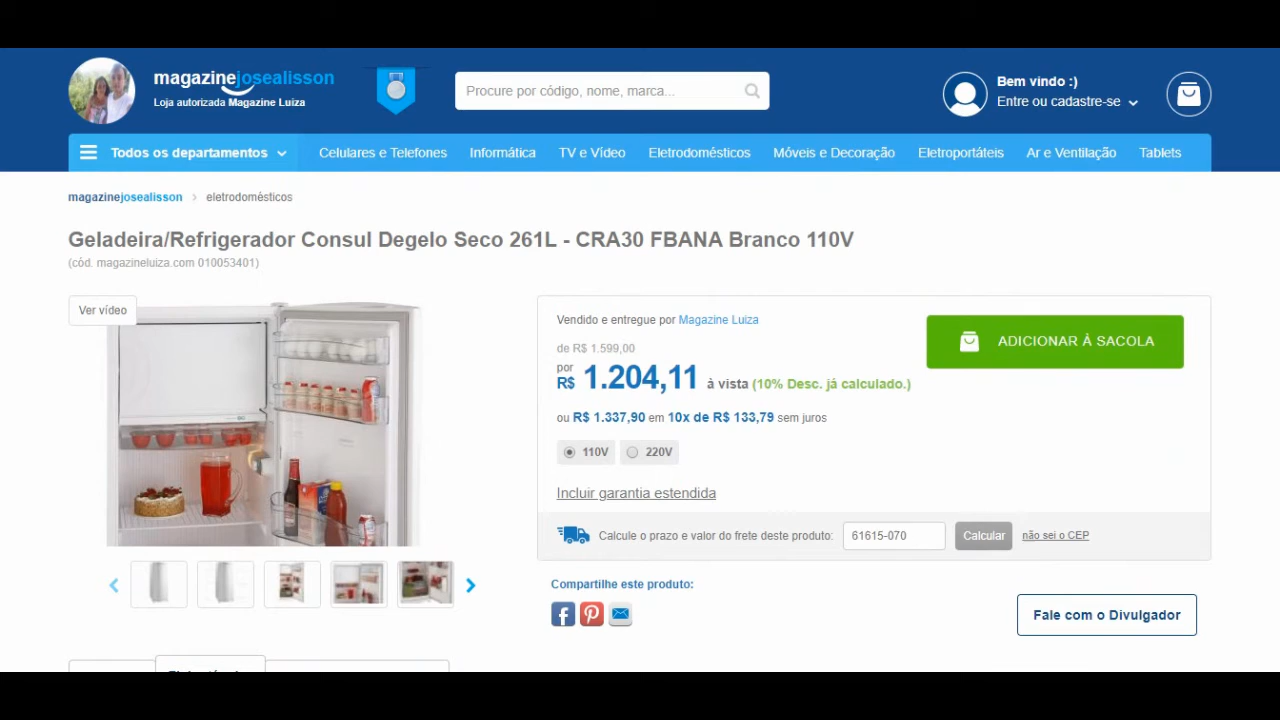 magazinejosealisson
Loja autorizada Magazine Luiza
Procure por código, nome, marca...
Bem vindo :)
Entre ou cadastre-se
Todos os departamentos
Celulares e Telefones
Informática
TV e Vídeo
Eletrodomésticos
Móveis e Decoração
Eletroportáteis
Ar e Ventilação
Tablets
magazinejosealisson > eletrodomésticos
Geladeira/Refrigerador Consul Degelo Seco 261L - CRA30 FBANA Branco 110V
(cód. magazineluiza.com 010053401)
Ver vídeo
Vendido e entregue por Magazine Luiza
de R$ 1.599,00
por
R$ 1.204,11 à vista (10% Desc. já calculado.)
ou R$ 1.337,90 em 10x de R$ 133,79 sem juros
110V
220V
Incluir garantia estendida
ADICIONAR À SACOLA
Calcule o prazo e valor do frete deste produto:
61615-070
Calcular
não sei o CEP
Compartilhe este produto:
Fale com o Divulgador